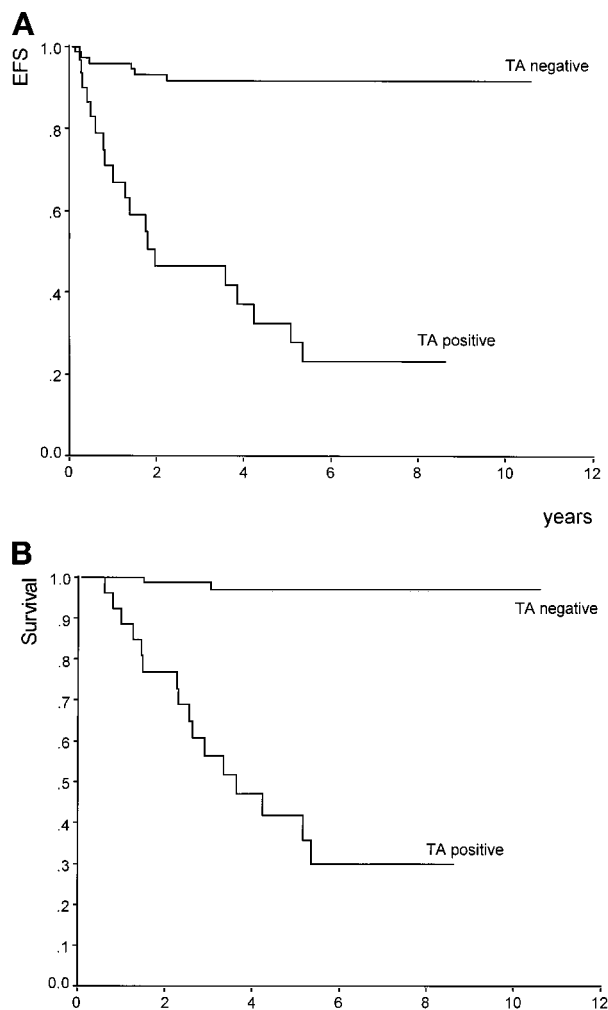 A
EFS
1.0
.8
.6
.4
.2
0.0
TA negative
TA positive
0 2 4 6 8 10 12
years
B
Survival
1.0
.9
.8
.7
.6
.5
.4
.3
.2
.1
0.0
TA negative
TA positive
0 2 4 6 8 10 12